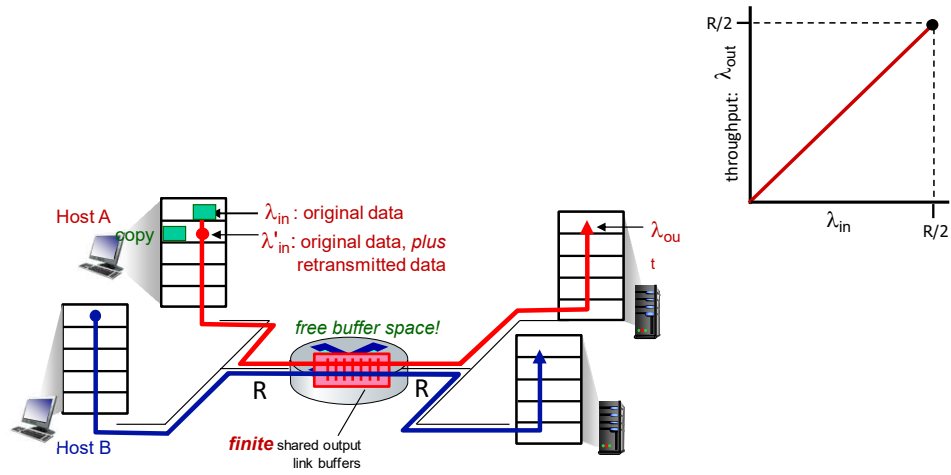 R/2
throughput: λout
λin
R/2
Host A
copy
λin : original data
λ'in: original data, plus
retransmitted data
λou
t
free buffer space!
R
R
Host B
finite shared output
link buffers